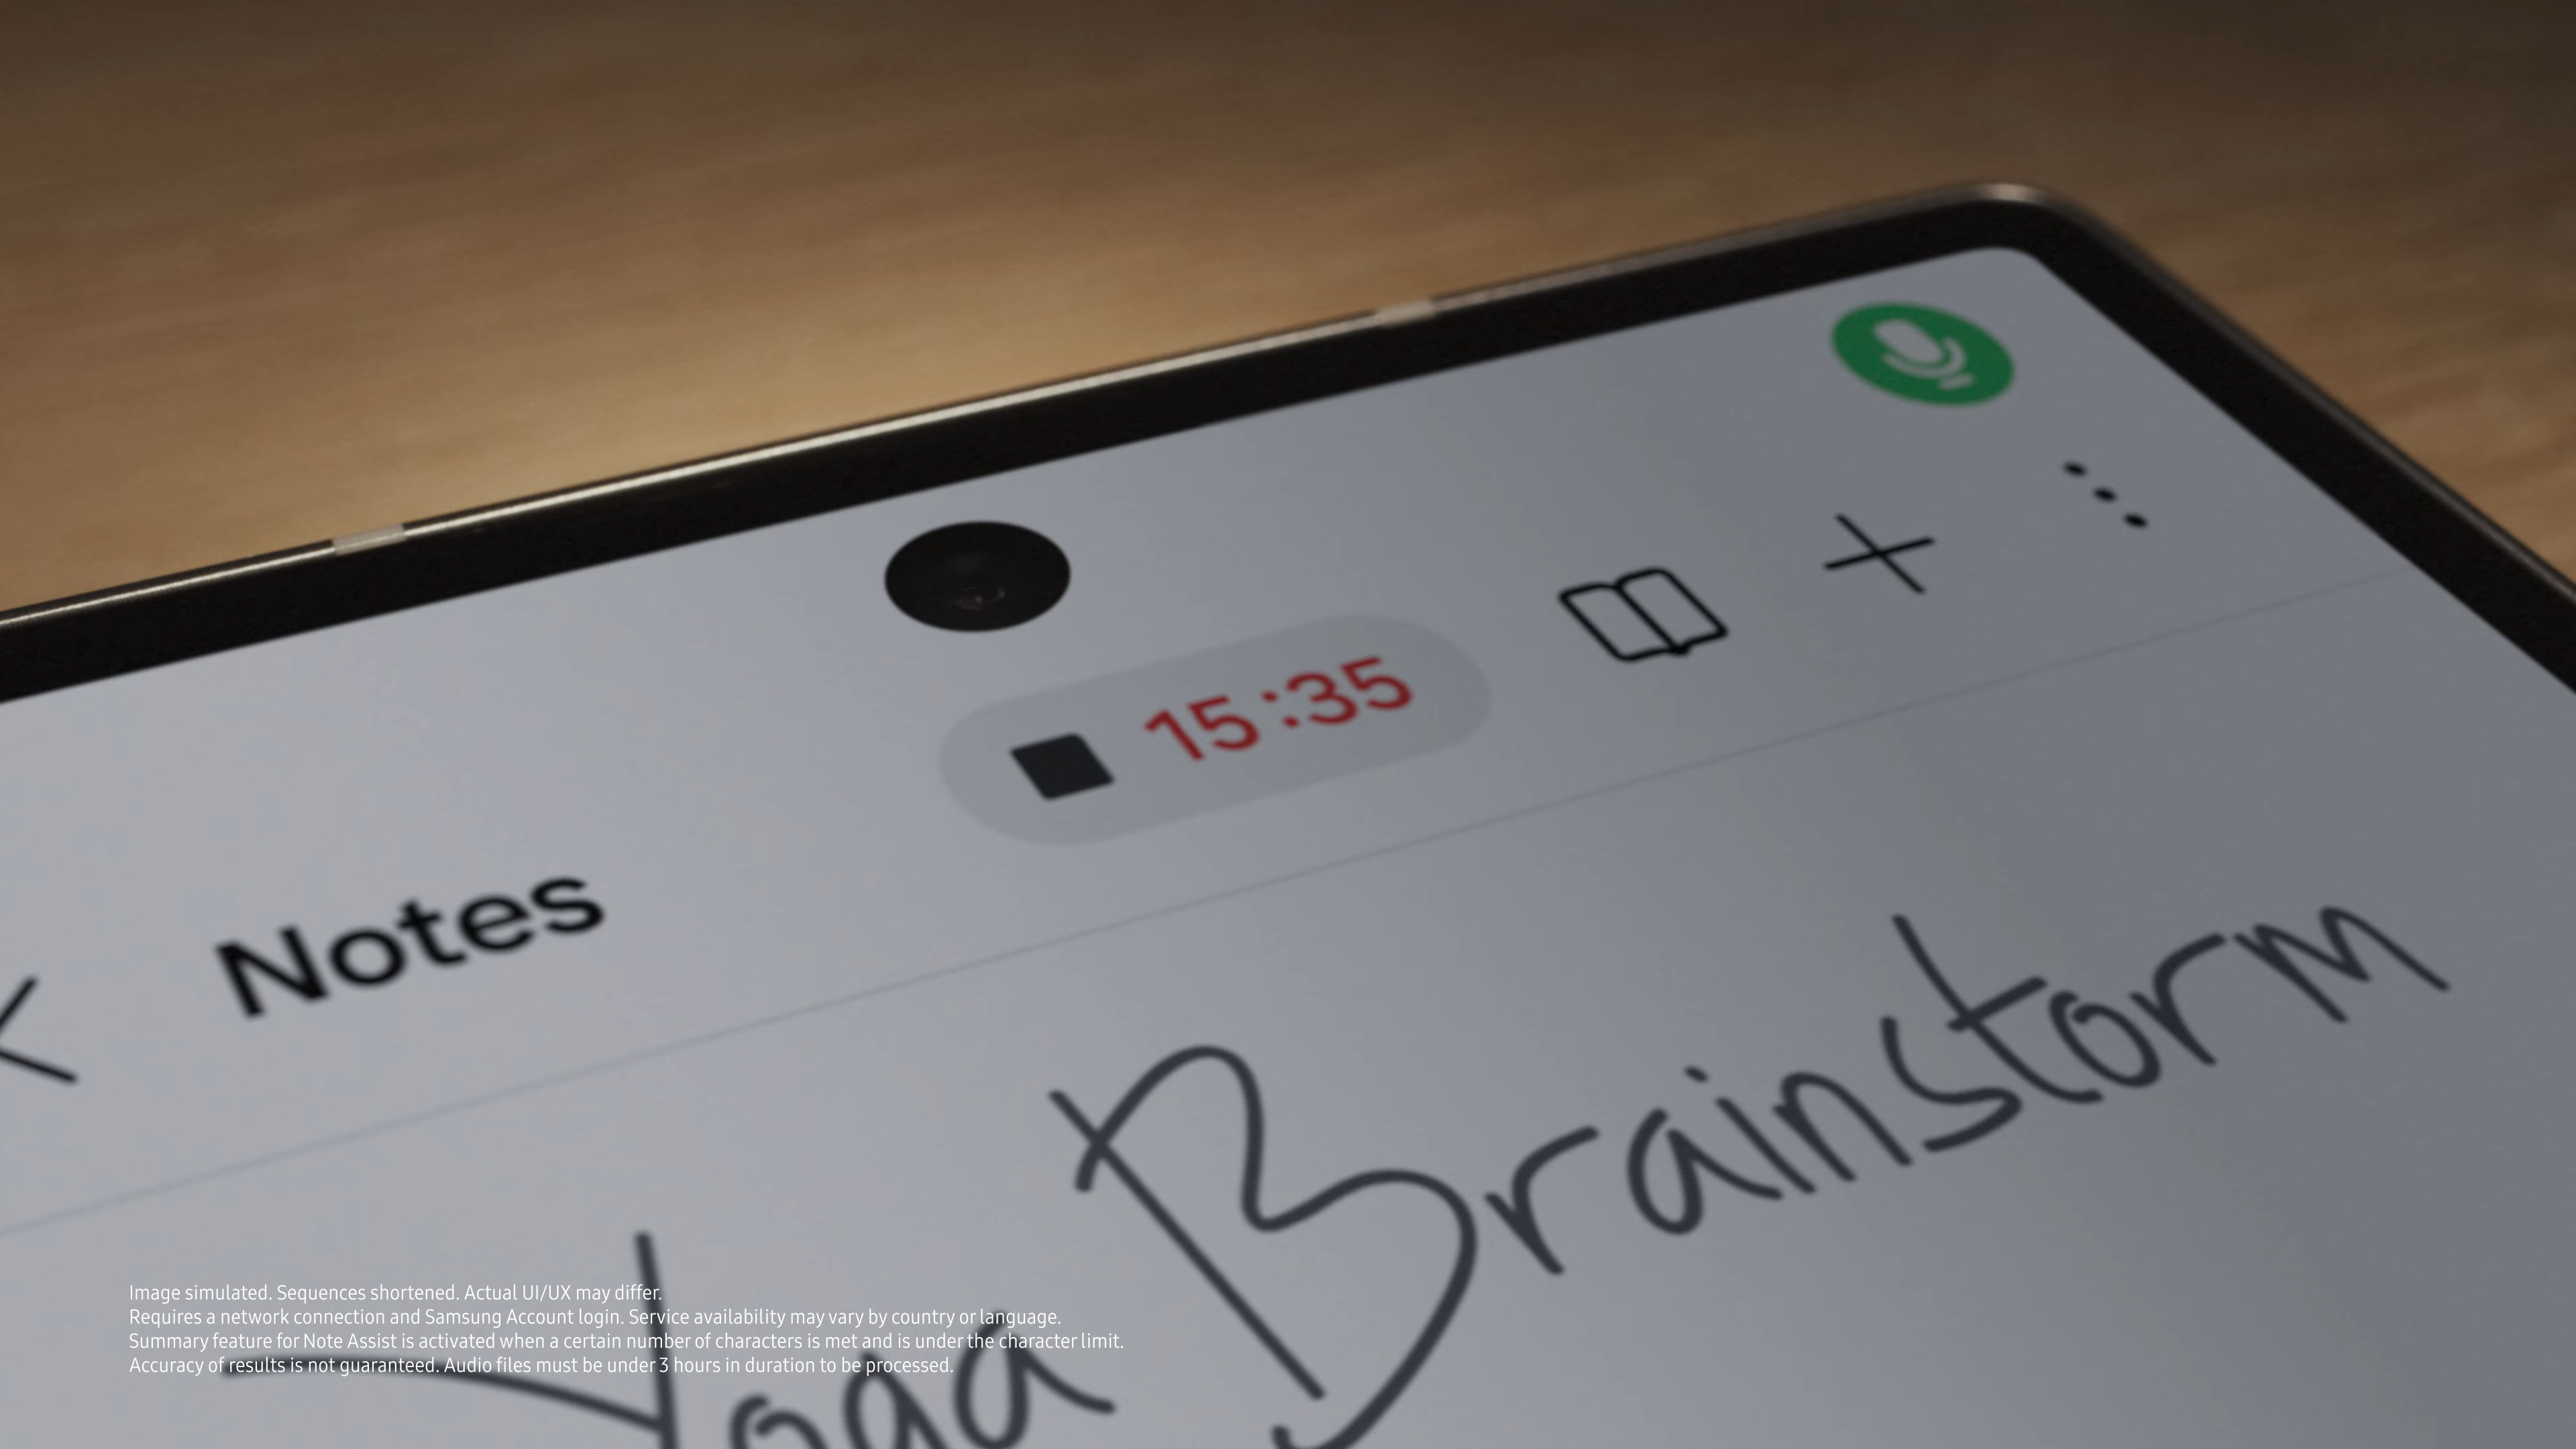 15:35
Notes
Yoga Brainstorm
Image simulated. Sequences shortened. Actual UI/UX may differ.
Requires a network connection and Samsung Account login. Service availability may vary by country or language.
Summary feature for Note Assist is activated when a certain number of characters is met and is under the character limit.
Accuracy of results is not guaranteed. Audio files must be under 3 hours in duration to be processed.